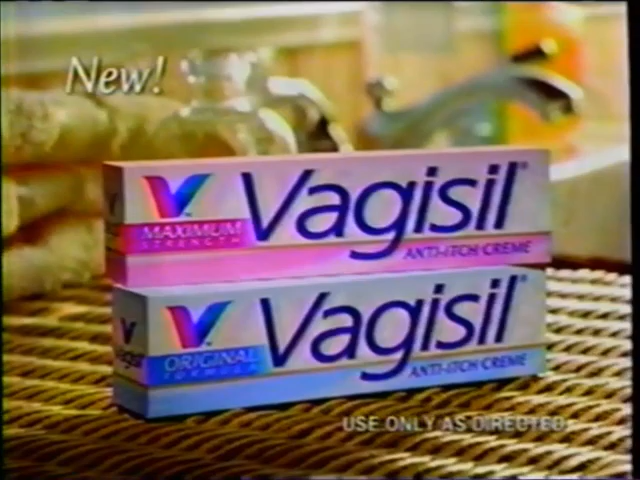 New!
Vagisil®
MAXIMUM
STRENGTH
ANTI-ITCH CREME
Vagisil®
ORIGINAL
FORMULA
ANTI-ITCH CREME
USE ONLY AS DIRECTED.